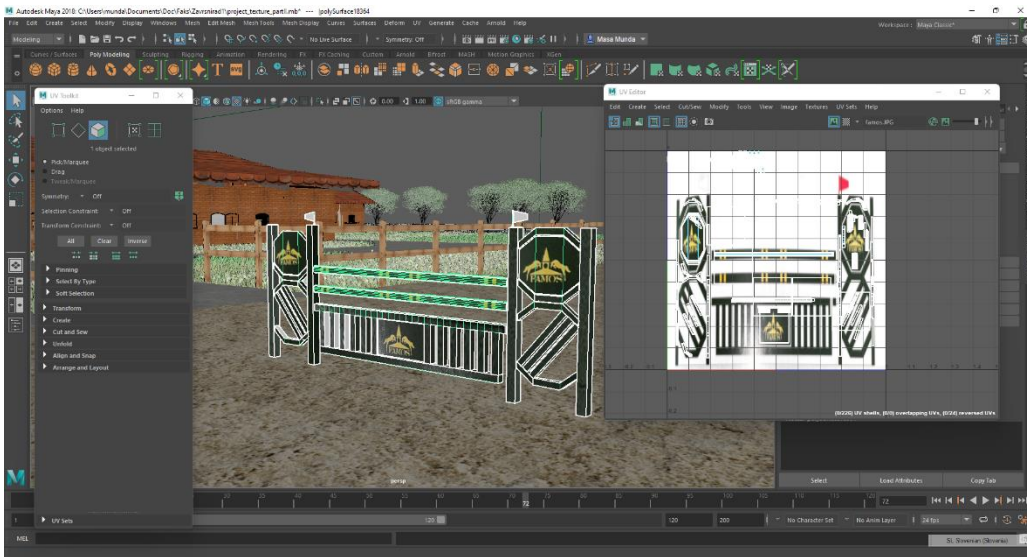 Autodesk Maya 2018: C:\Users\munda\Documents\Doc\Faks\Zavrsnirad1\project_tecture_part1.mb* --- |polySurface18364
File Edit Create Select Modify Display Windows Mesh Edit Mesh Mesh Tools Mesh Display Curves Surfaces Deform UV Generate Cache Arnold Help
Workspace: Maya Classic*
Modeling
No Live Surface
Symmetry: Off
Masa Munda
Curves / Surfaces Poly Modeling Sculpting Rigging Animation Rendering FX FX Caching Custom Arnold Bifrost MASH Motion Graphics XGen
UV Toolkit
Options Help
1 object selected
Pick/Marquee
Drag
Tweak/Marquee
Symmetry: Off
Selection Constraint: Off
Transform Constraint: Off
All Clear Inverse
Pinning
Select By Type
Soft Selection
Transform
Create
Cut and Sew
Unfold
Align and Snap
Arrange and Layout
UV Sets
0.00 1.00 sRGB gamma
FAMOS
FAMOS
FAMOS
persp
UV Editor
Edit Create Select Cut/Sew Modify Tools View Image Textures UV Sets Help
famos.JPG
(0/226) UV shells, (0/0) overlapping UVs, (0/24) reversed UVs
Select Load Attributes Copy Tab
72
72
1
120
120 200 No Character Set No Anim Layer 24 fps
MEL
SL Slovenian (Slovenia)